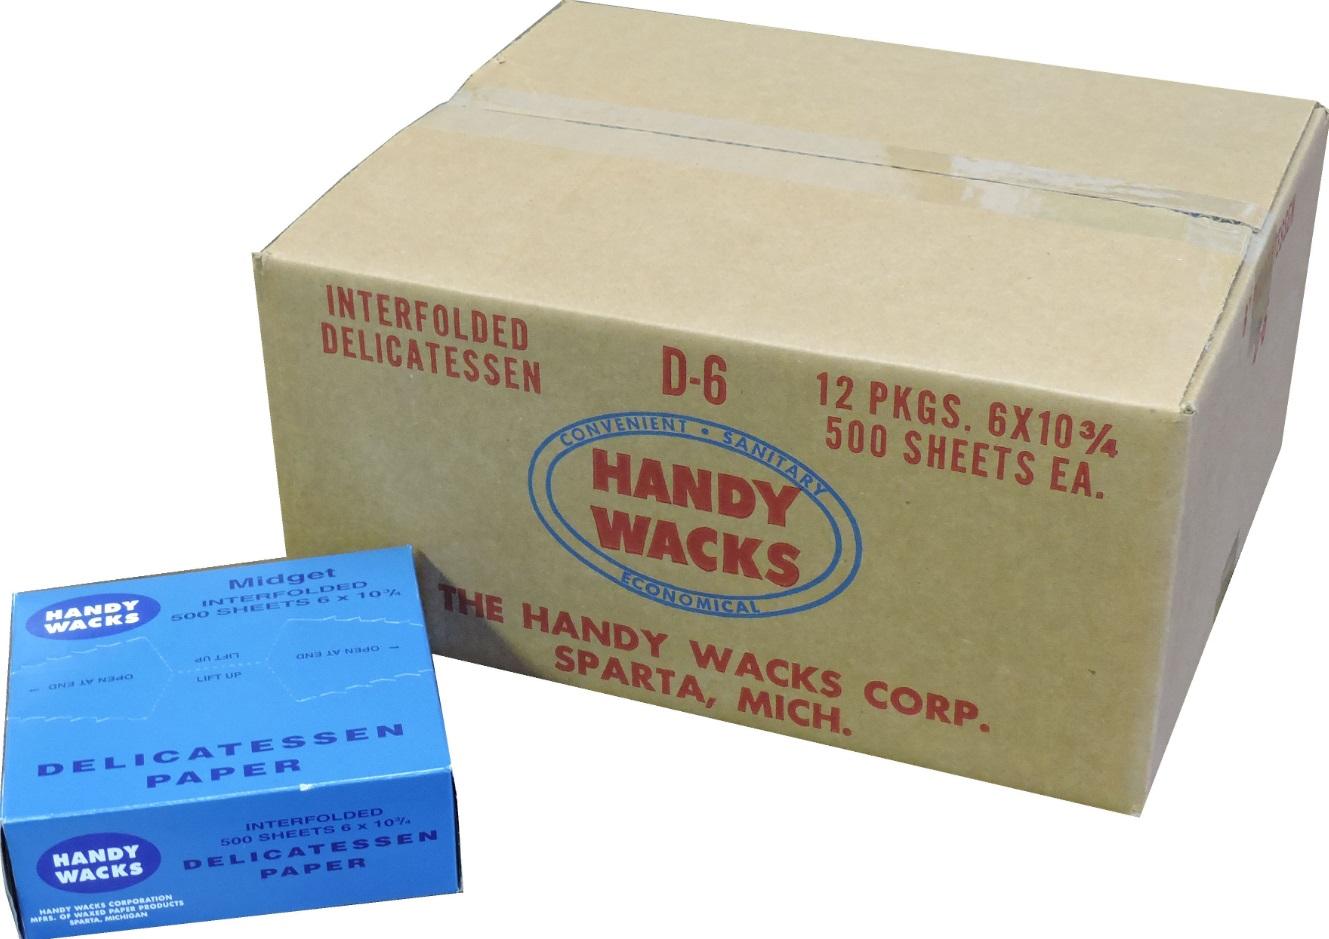 INTERFOLDED
DELICATESSEN
D-6
12 PKGS. 6X10¾
500 SHEETS EA.
CONVENIENT • SANITARY
HANDY
WACKS
ECONOMICAL
THE HANDY WACKS CORP.
SPARTA, MICH.
Midget
INTERFOLDED
500 SHEETS 6 x 10¾
HANDY
WACKS
OPEN AT END
LIFT UP
OPEN AT END
LIFT UP
DELICATESSEN
PAPER
INTERFOLDED
500 SHEETS 6 x 10¾
DELICATESSEN
PAPER
HANDY
WACKS
HANDY WACKS CORPORATION
MFRS. OF WAXED PAPER PRODUCTS
SPARTA, MICHIGAN